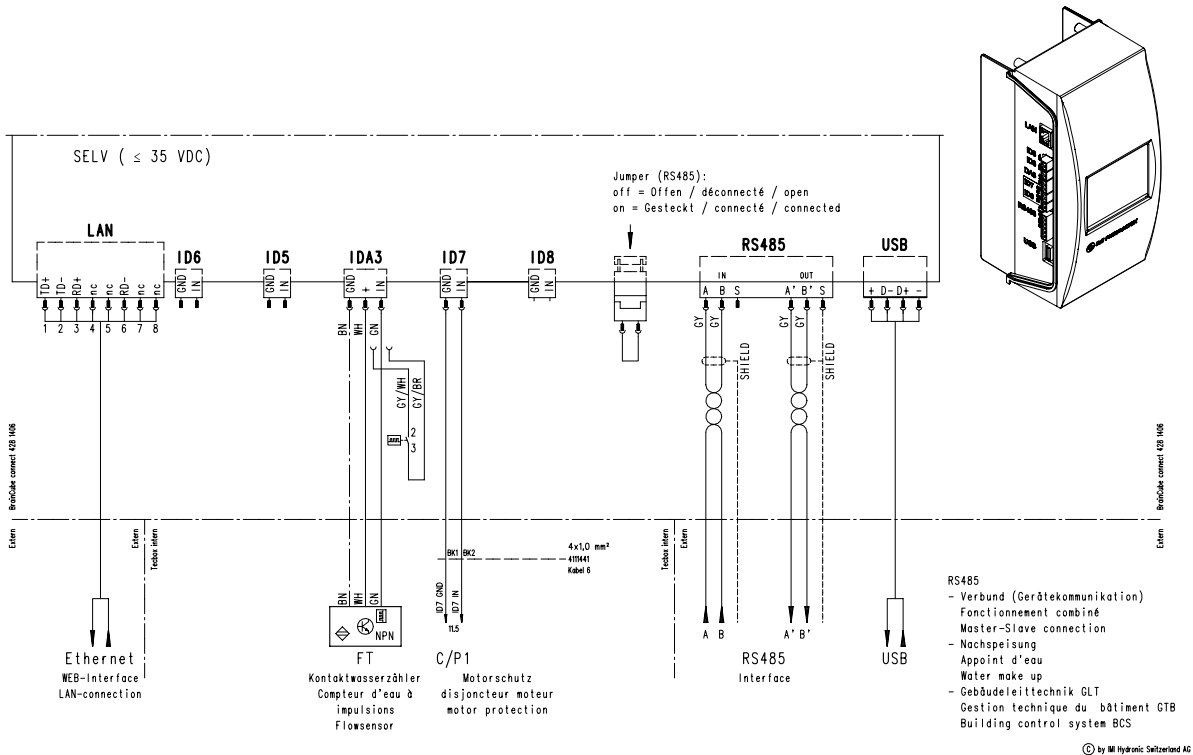 SELV ( ≤ 35 VDC)
Jumper (RS485):
off = Offen / déconnecté / open
on = Gesteckt / connecté / connected
LAN
ID6
ID5
IDA3
ID7
ID8
RS485
USB
TD+
TD-
RD+
nc
nc
RD-
nc
nc
GND
IN
GND
IN
GND
+
IN
GND
IN
GND
IN
IN
OUT
A B S
A' B' S
+ D- D+ -
1 2 3 4 5 6 7 8
BN
WH
GN
GY/WH
GY/BR
2
3
GY
GY
SHIELD
GY
GY
SHIELD
BrainCube connect 428 1406
BrainCube connect 428 1406
Extern
Extern
Tecbox intern
Tecbox intern
Extern
Extern
BK1 BK2
4x1,0 mm²
4111441
Kabel 6
ID7 GND
ID7 IN
11.5
BN
WH
GN
NPN
A B
A' B'
Ethernet
WEB-Interface
LAN-connection
FT
Kontaktwasserzähler
Compteur d'eau à
impulsions
Flowsensor
C/P1
Motorschutz
disjoncteur moteur
motor protection
RS485
Interface
USB
RS485
- Verbund (Gerätekommunikation)
Fonctionnement combiné
Master-Slave connection
- Nachspeisung
Appoint d'eau
Water make up
- Gebäudeleittechnik GLT
Gestion technique du bâtiment GTB
Building control system BCS
© by IMI Hydronic Switzerland AG
LAN
RS485
USB